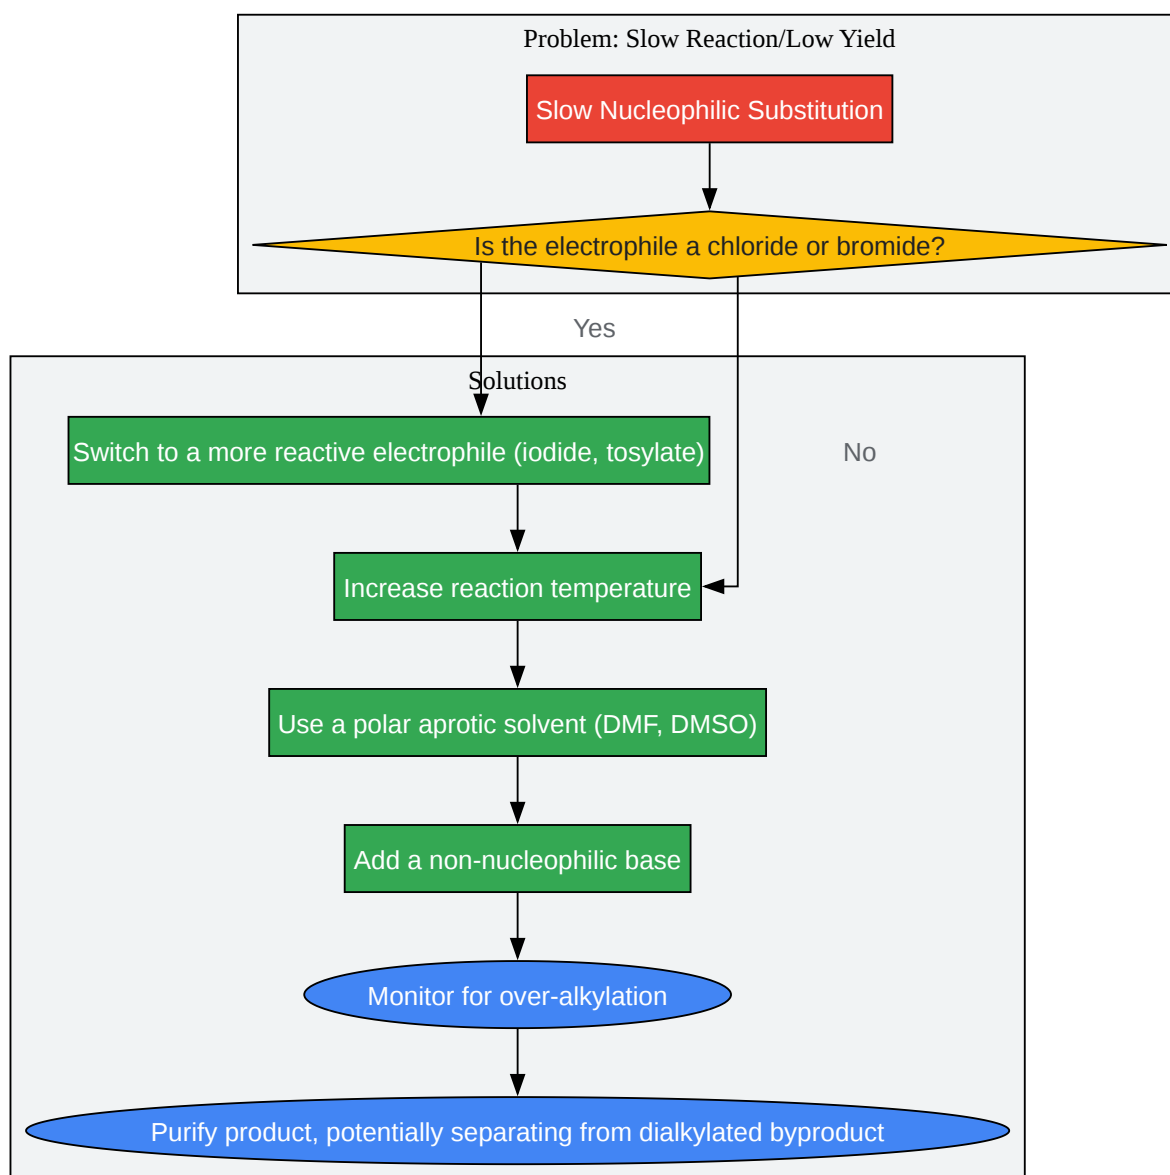 Problem: Slow Reaction/Low Yield
Slow Nucleophilic Substitution
Is the electrophile a chloride or bromide?
Yes
Solutions
Switch to a more reactive electrophile (iodide, tosylate)
No
Increase reaction temperature
Use a polar aprotic solvent (DMF, DMSO)
Add a non-nucleophilic base
Monitor for over-alkylation
Purify product, potentially separating from dialkylated byproduct